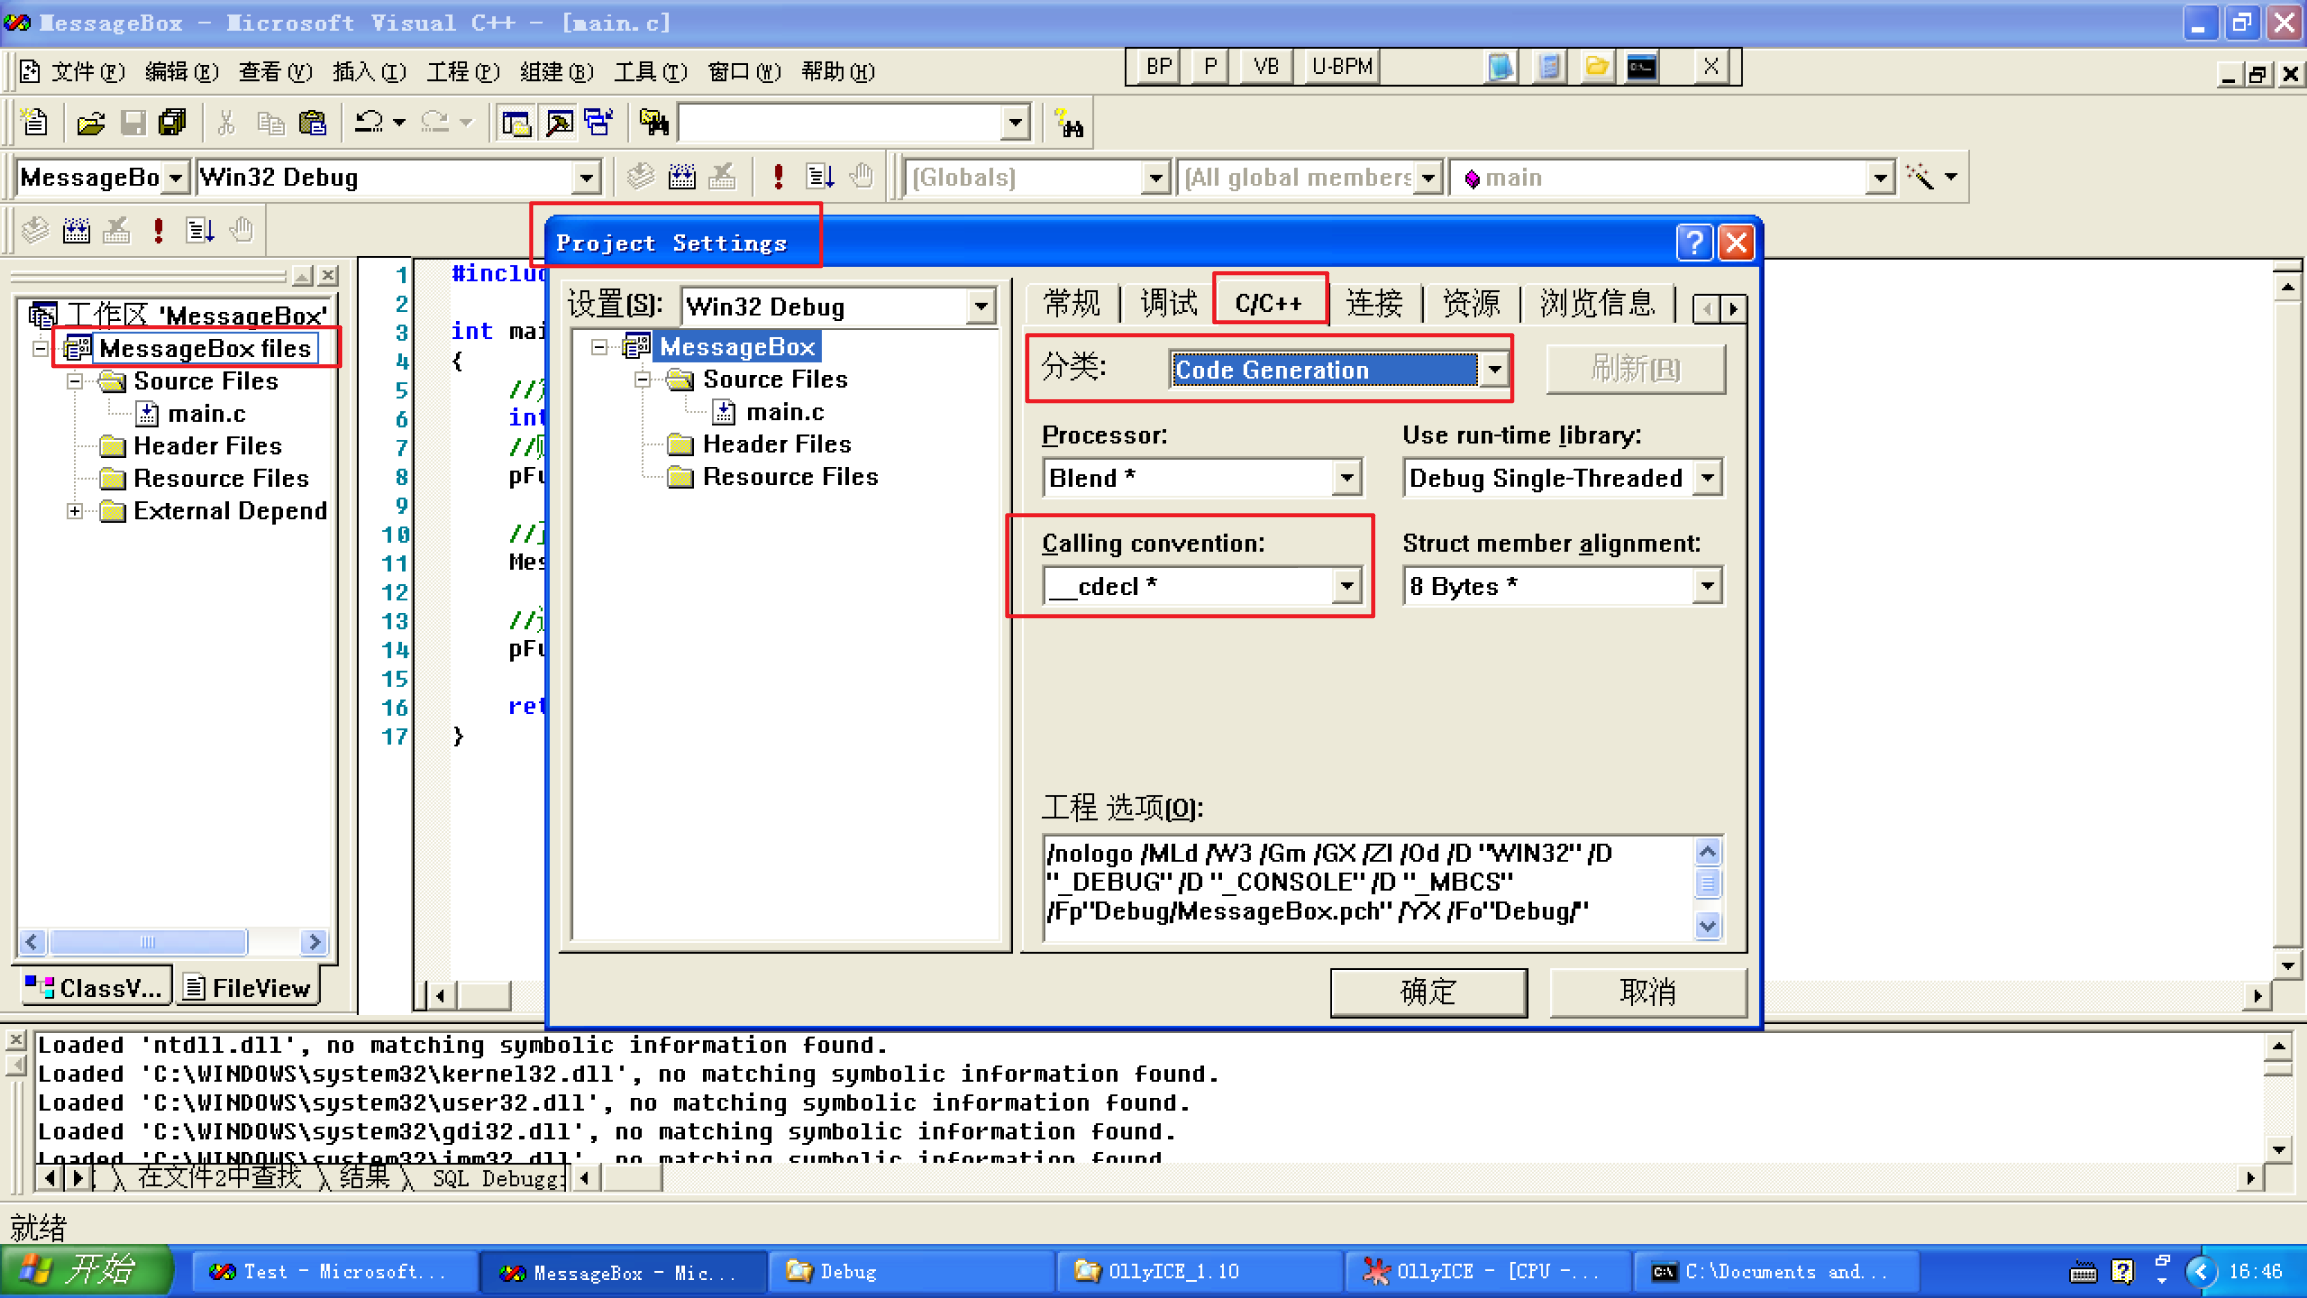 MessageBox - Microsoft Visual C++ - [main.c]
文件(F) 编辑(E) 查看(V) 插入(I) 工程(P) 组建(B) 工具(T) 窗口(W) 帮助(H)
BP P VB U-BPM X
MessageBo Win32 Debug
(Globals) (All global members main
Project Settings
工作区 'MessageBox'
MessageBox files
Source Files
main.c
Header Files
Resource Files
External Depend
ClassV... FileView
1 #includ
2
3 int mai
4 {
5 //
6 int
7 //
8 pFu
9
10 //
11 Mes
12
13 //
14 pFu
15
16 ret
17 }
设置(S): Win32 Debug
MessageBox
Source Files
main.c
Header Files
Resource Files
常规 调试 C/C++ 连接 资源 浏览信息
分类: Code Generation 刷新(R)
Processor: Use run-time library:
Blend * Debug Single-Threaded
Calling convention: Struct member alignment:
__cdecl * 8 Bytes *
工程 选项(O):
/nologo /MLd /W3 /Gm /GX /ZI /Od /D "WIN32" /D
"_DEBUG" /D "_CONSOLE" /D "_MBCS"
/Fp"Debug/MessageBox.pch" /YX /Fo"Debug/"
确定 取消
Loaded 'ntdll.dll', no matching symbolic information found.
Loaded 'C:\WINDOWS\system32\kernel32.dll', no matching symbolic information found.
Loaded 'C:\WINDOWS\system32\user32.dll', no matching symbolic information found.
Loaded 'C:\WINDOWS\system32\gdi32.dll', no matching symbolic information found.
Loaded 'C:\WINDOWS\system32\imm32.dll', no matching symbolic information found.
在文件2中查找 结果 SQL Debuggi
就绪
开始 Test - Microsoft... MessageBox - Mic... Debug OllyICE_1.10 OllyICE - [CPU -... C:\Documents and... 16:46